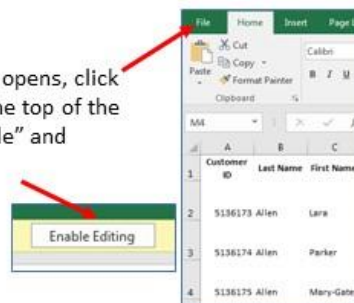 File Home Insert Page
Cut
Calibri
opens, click
Copy
Paste
Format Painter
B I U
he top of the
Clipboard
le” and
M4
A B C
Customer ID Last Name First Name
1
Enable Editing
2 5136173 Allen Lara
3 5136174 Allen Parker
4 5136175 Allen Mary-Gate